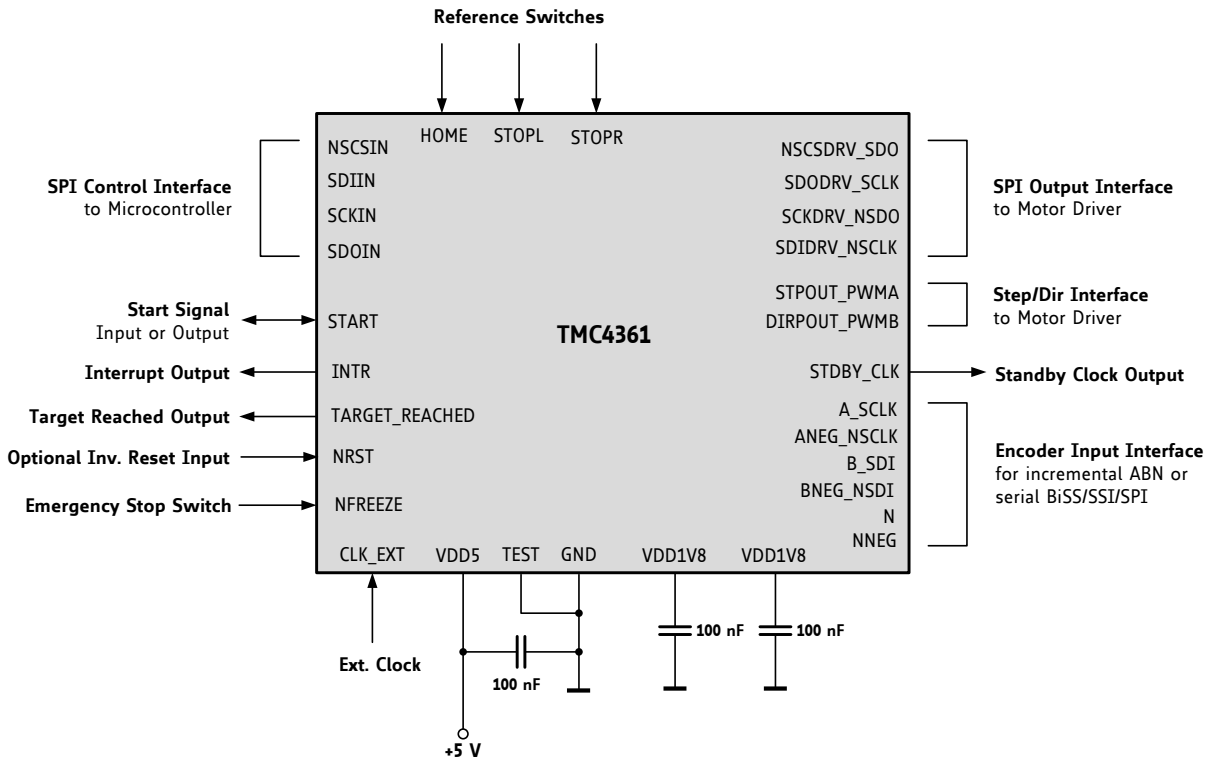 Reference Switches
HOME STOPL STOPR
NSCSIN
SDIIN
SCKIN
SDOIN
SPI Control Interface
to Microcontroller
Start Signal
Input or Output
START
Interrupt Output
INTR
Target Reached Output
TARGET_REACHED
Optional Inv. Reset Input
NRST
Emergency Stop Switch
NFREEZE
TMC4361
NSCSDRV_SDO
SDODRV_SCLK
SCKDRV_NSDO
SDIDRV_NSCLK
SPI Output Interface
to Motor Driver
STPOUT_PWMA
DIRPOUT_PWMB
Step/Dir Interface
to Motor Driver
STDBY_CLK
Standby Clock Output
A_SCLK
ANEG_NSCLK
B_SDI
BNEG_NSDI
N
NNEG
Encoder Input Interface
for incremental ABN or
serial BiSS/SSI/SPI
CLK_EXT VDD5 TEST GND VDD1V8 VDD1V8
Ext. Clock
100 nF
100 nF
100 nF
+5 V